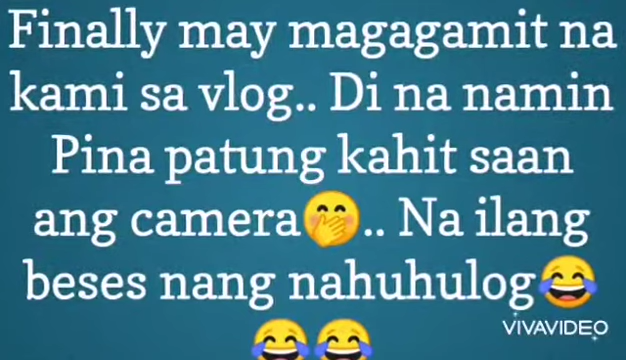 Finally may magagamit na
kami sa vlog.. Di na namin
Pina patung kahit saan
ang camera🤭.. Na ilang
beses nang nahuhulog😂
😂😂
VIVAVIDEO